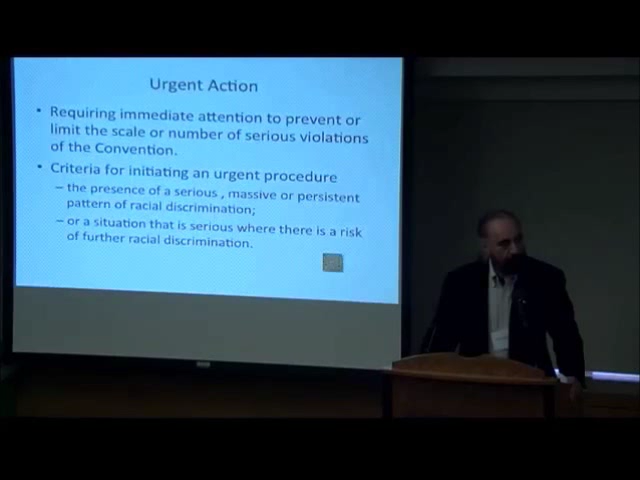 Urgent Action
• Requiring immediate attention to prevent or
limit the scale or number of serious violations
of the Convention.
• Criteria for initiating an urgent procedure
– the presence of a serious , massive or persistent
pattern of racial discrimination;
– or a situation that is serious where there is a risk
of further racial discrimination.